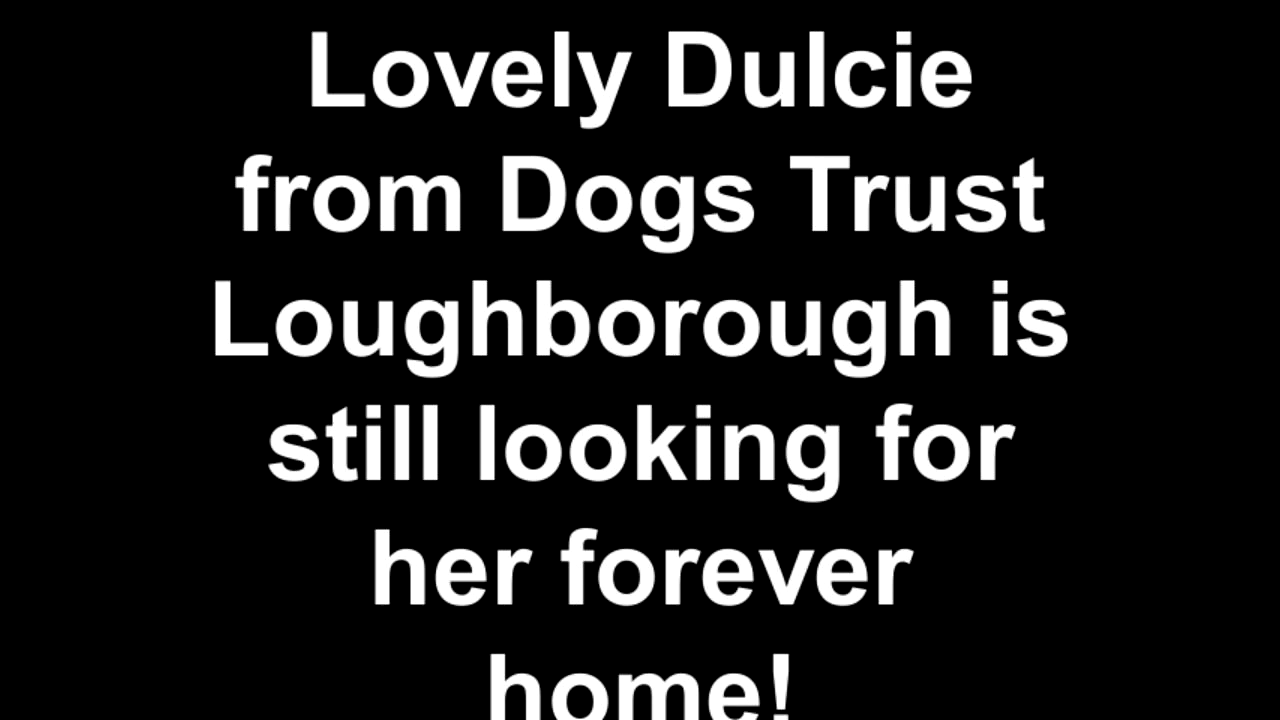 Lovely Dulcie
from Dogs Trust
Loughborough is
still looking for
her forever
home!